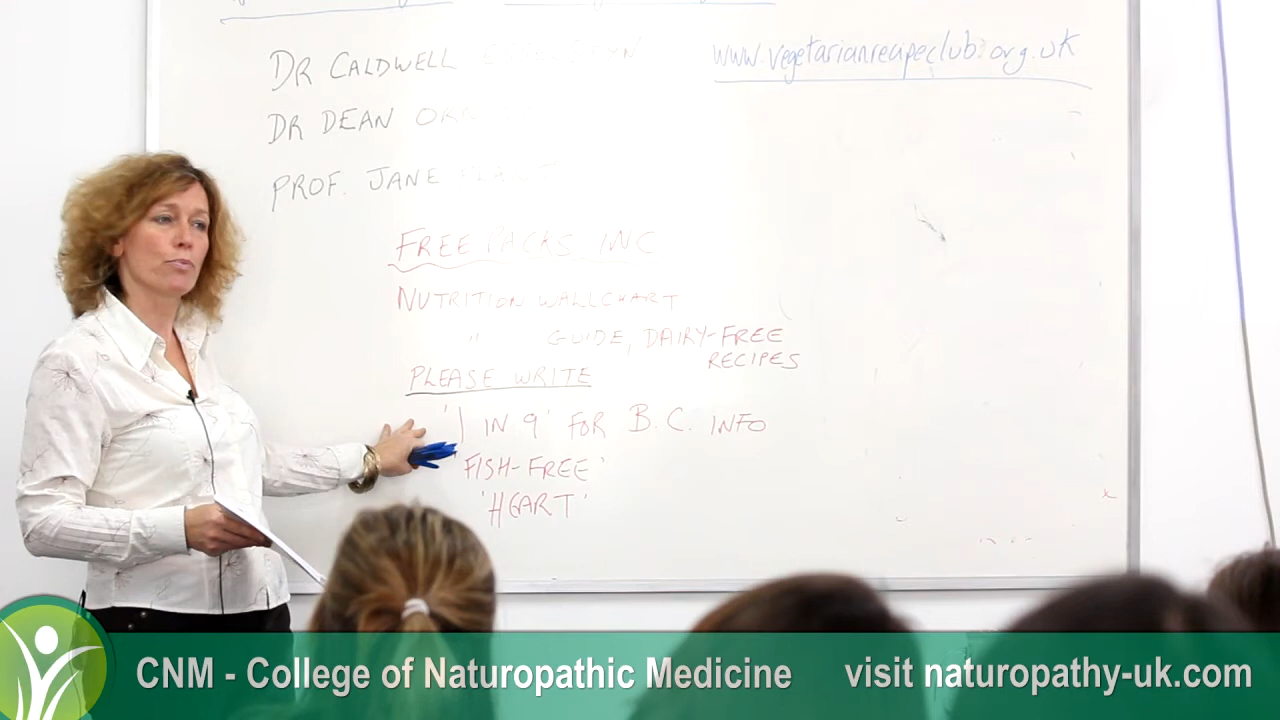 www.vegetarianrecipeclub.org.uk
DR CALDWELL
DR DEAN
PROF. JANE
FREE PACKS INC
NUTRITION WALLCHART
" GUIDE, DAIRY-FREE
RECIPES
PLEASE WRITE
'1 IN 9' FOR B.C. INFO
'FISH-FREE'
'HEART'
CNM - College of Naturopathic Medicine visit naturopathy-uk.com